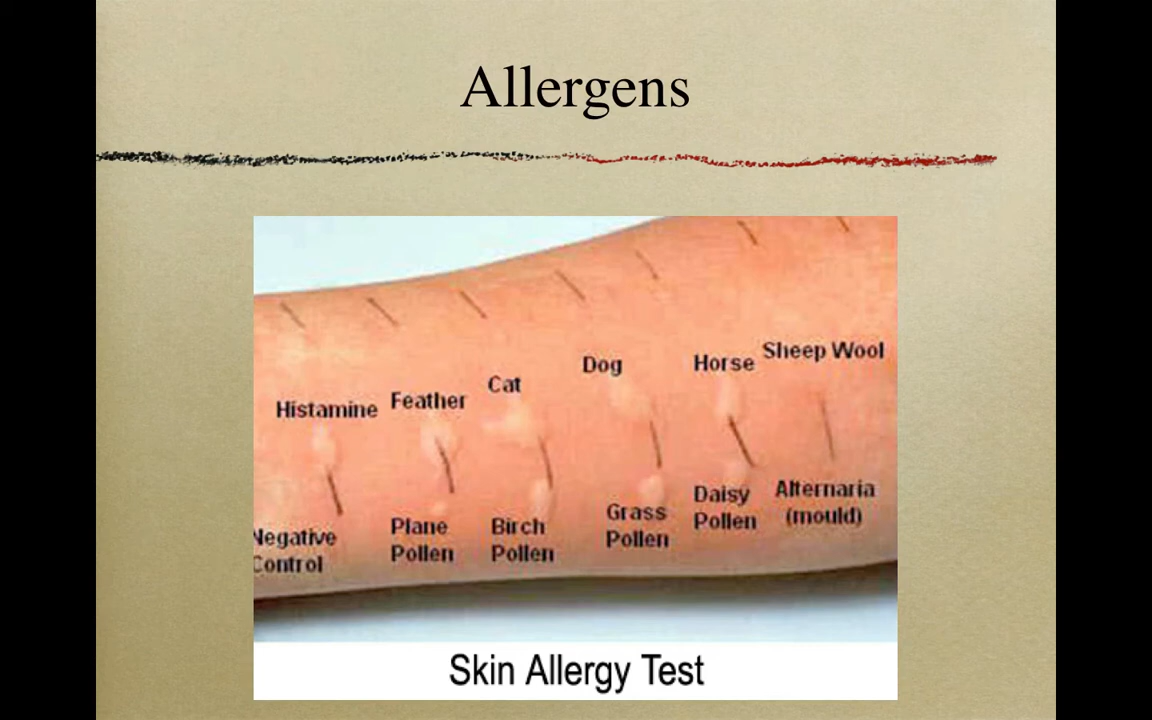 Allergens
Histamine Feather Cat Dog Horse Sheep Wool
Negative Control
Plane Pollen
Birch Pollen
Grass Pollen
Daisy Pollen
Alternaria (mould)
Skin Allergy Test